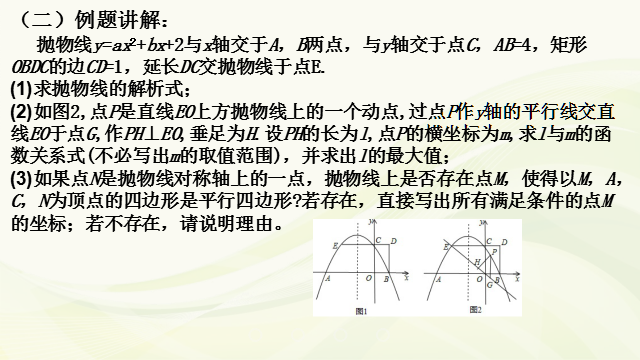 （二）例题讲解：
抛物线y=ax²+bx+2与x轴交于A，B两点，与y轴交于点C，AB=4，矩形
OBDC的边CD=1，延长DC交抛物线于点E.
(1)求抛物线的解析式；
(2)如图2,点P是直线EO上方抛物线上的一个动点,过点P作y轴的平行线交直
线EO于点G,作PH⊥EO,垂足为H.设PH的长为l,点P的横坐标为m,求l与m的函
数关系式(不必写出m的取值范围)，并求出l的最大值；
(3)如果点N是抛物线对称轴上的一点，抛物线上是否存在点M，使得以M，A，
C，N为顶点的四边形是平行四边形?若存在，直接写出所有满足条件的点M
的坐标；若不存在，请说明理由。
y
E C D
A O B x
图1
y
E C D
P
H
A O B x
G
图2